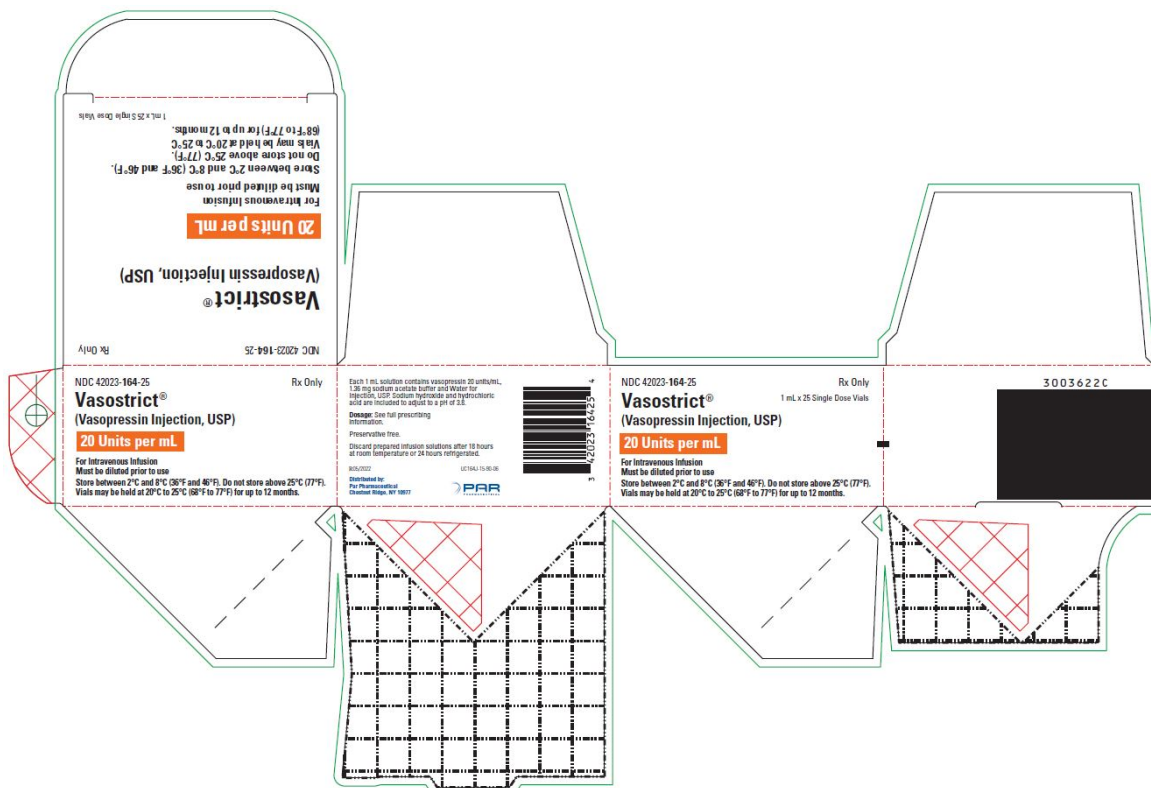 NDC 42023-164-25 Rx Only
Vasostrict®
(Vasopressin Injection, USP)
20 Units per mL
For Intravenous Infusion
Must be diluted prior to use
Store between 2°C and 8°C (36°F and 46°F).
Do not store above 25°C (77°F).
Vials may be held at 20°C to 25°C
(68°F to 77°F) for up to 12 months.
1 mL x 25 Single Dose Vials
NDC 42023-164-25 Rx Only
Vasostrict®
(Vasopressin Injection, USP)
20 Units per mL
For Intravenous Infusion
Must be diluted prior to use
Store between 2°C and 8°C (36°F and 46°F). Do not store above 25°C (77°F).
Vials may be held at 20°C to 25°C (68°F to 77°F) for up to 12 months.
Each 1 mL solution contains vasopressin 20 units/mL,
1.36 mg sodium acetate buffer and Water for
Injection, USP. Sodium hydroxide and hydrochloric
acid are included to adjust to a pH of 3.8.
Dosage: See full prescribing
information.
Preservative free.
Discard prepared infusion solutions after 18 hours
at room temperature or 24 hours refrigerated.
Distributed by:
Par Pharmaceutical
Chestnut Ridge, NY 10977
PAR
PHARMACEUTICAL
3 42023 16425 4
NDC 42023-164-25 Rx Only
Vasostrict®
1 mL x 25 Single Dose Vials
(Vasopressin Injection, USP)
20 Units per mL
For Intravenous Infusion
Must be diluted prior to use
Store between 2°C and 8°C (36°F and 46°F). Do not store above 25°C (77°F).
Vials may be held at 20°C to 25°C (68°F to 77°F) for up to 12 months.
3003622C